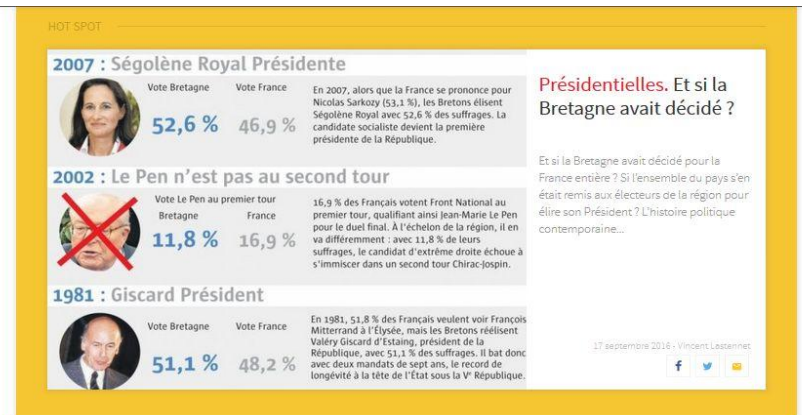 HOT SPOT
2007 : Ségolène Royal Présidente
Vote Bretagne
Vote France
52,6 %
46,9 %
En 2007, alors que la France se prononce pour
Nicolas Sarkozy (53,1 %), les Bretons élisent
Ségolène Royal avec 52,6 % des suffrages. La
candidate socialiste devient la première
présidente de la République.
2002 : Le Pen n'est pas au second tour
Vote Le Pen au premier tour
Bretagne
France
11,8 %
16,9 %
16,9 % des Français votent Front National au
premier tour, qualifiant ainsi Jean-Marie Le Pen
pour le duel final. À l'échelon de la région, il en
va différemment : avec 11,8 % de leurs
suffrages, le candidat d'extrême droite échoue à
s'immiscer dans un second tour Chirac-Jospin.
1981 : Giscard Président
Vote Bretagne
Vote France
51,1 %
48,2 %
En 1981, 51,8 % des Français veulent voir François
Mitterrand à l'Élysée, mais les Bretons réélisent
Valéry Giscard d'Estaing, président de la
République, avec 51,1 % des suffrages. Il bat donc
avec deux mandats de sept ans, le record de
longévité à la tête de l'État sous la Ve République.
Présidentielles. Et si la
Bretagne avait décidé ?
Et si la Bretagne avait décidé pour la
France entière ? Si l'ensemble du pays s'en
était remis aux électeurs de la région pour
élire son Président ? L'histoire politique
contemporaine...
17 septembre 2016 - Vincent Lastennet